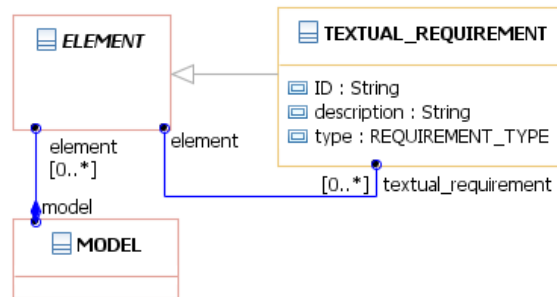 ELEMENT
TEXTUAL_REQUIREMENT
ID : String
description : String
type : REQUIREMENT_TYPE
element
[0..*]
element
[0..*] textual_requirement
model
MODEL